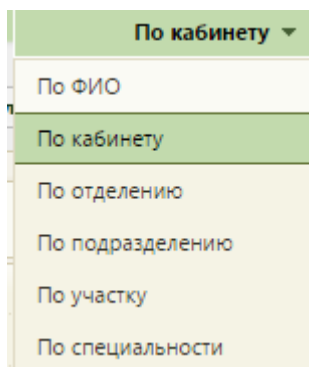 По кабинету
По ФИО
По кабинету
По отделению
По подразделению
По участку
По специальности